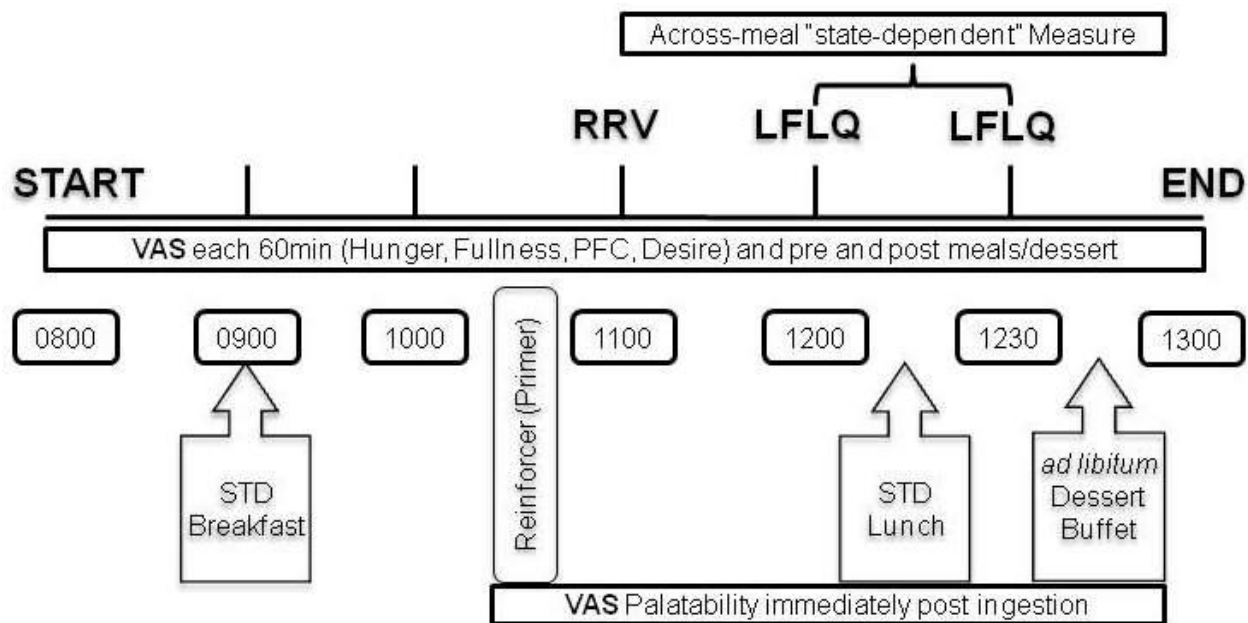 Across-meal "state-dependent" Measure
RRV LFLQ LFLQ
START END
VAS each 60min (Hunger, Fullness, PFC, Desire) and pre and post meals/dessert
0800 0900 1000 1100 1200 1230 1300
Reinforcer (Primer)
STD
Breakfast
STD
Lunch
ad libitum
Dessert
Buffet
VAS Palatability immediately post ingestion